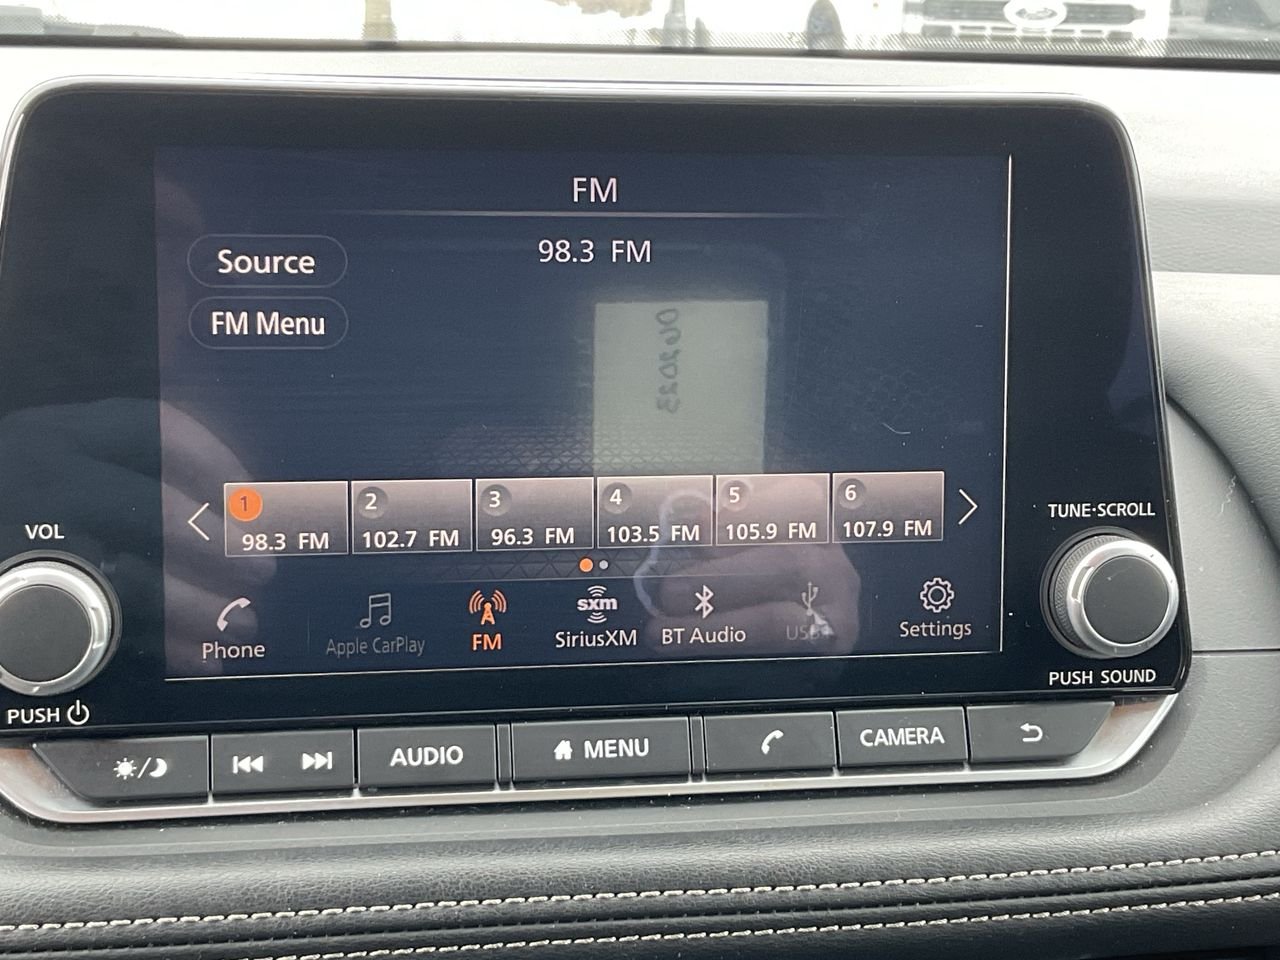 FM
98.3 FM
Source
FM Menu
1 2 3 4 5 6
98.3 FM 102.7 FM 96.3 FM 103.5 FM 105.9 FM 107.9 FM
Phone Apple CarPlay FM sxm SiriusXM BT Audio USB Settings
VOL
PUSH
TUNE·SCROLL
PUSH SOUND
AUDIO MENU CAMERA